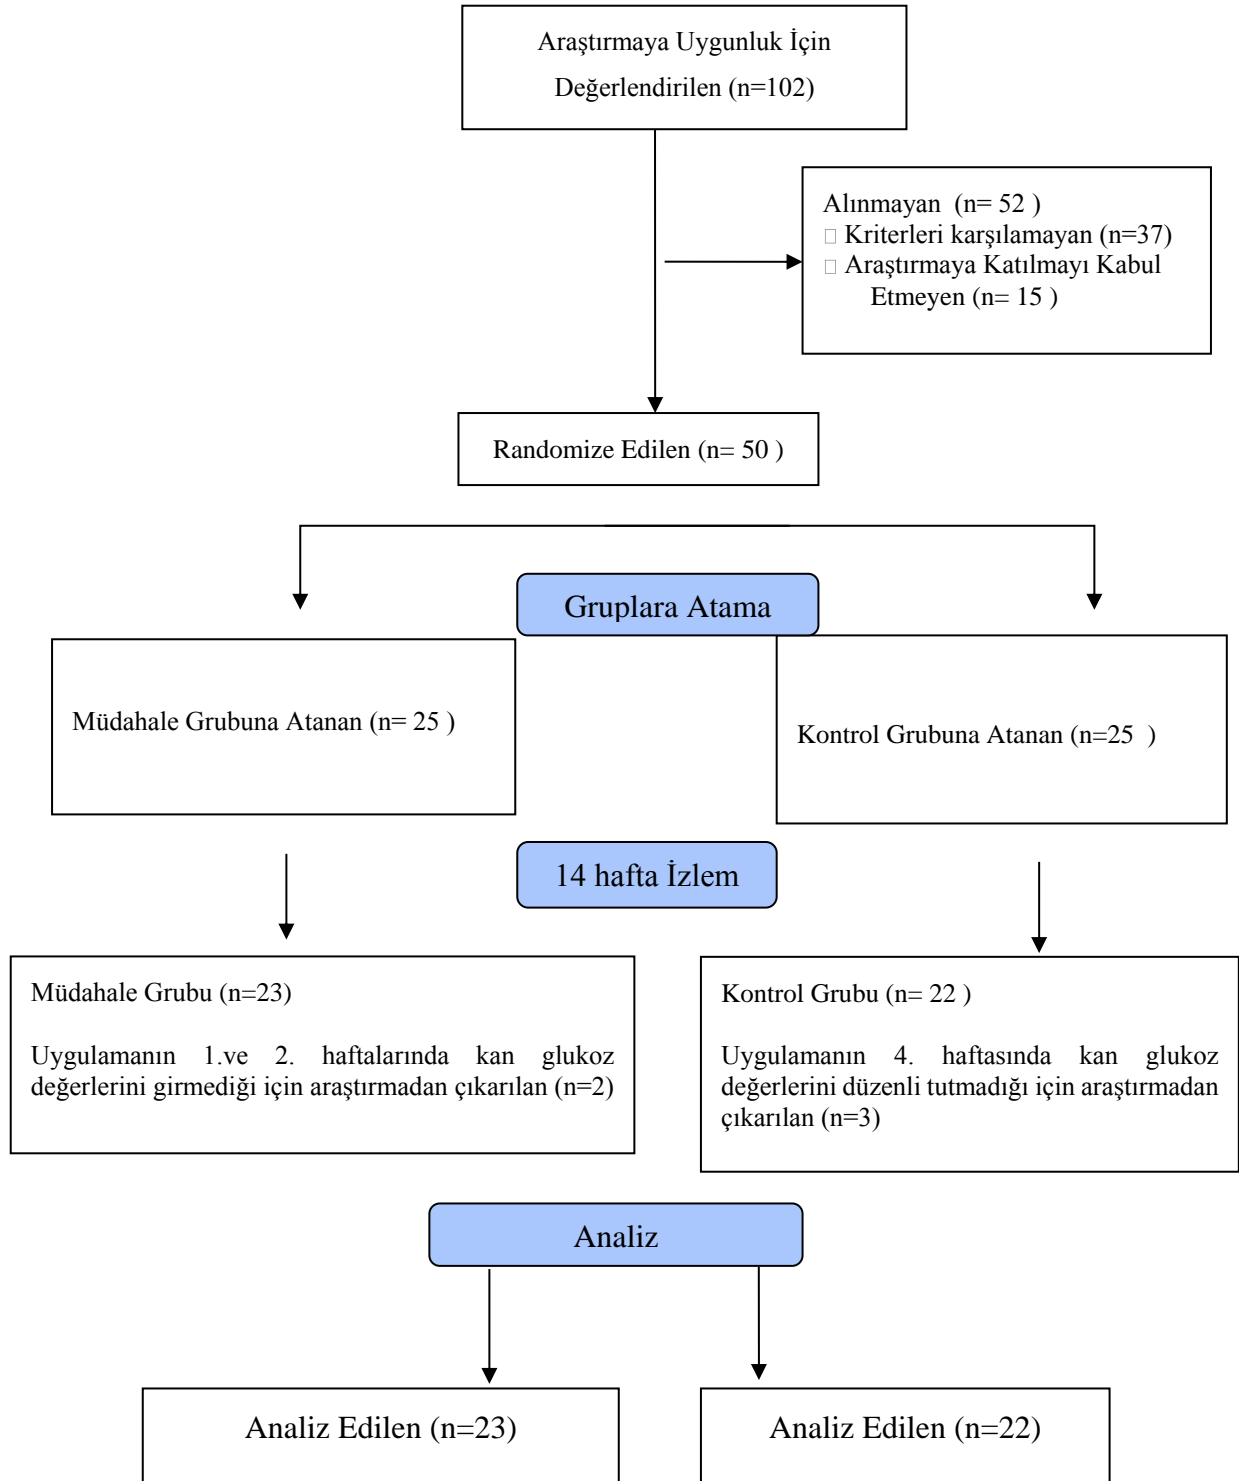 Araştırmaya Uygunluk İçin
Değerlendirilen (n=102)
Alınmayan  (n= 52 )
□ Kriterleri karşılamayan (n=37)
□ Araştırmaya Katılmayı Kabul
Etmeyen (n= 15 )
Randomize Edilen (n= 50 )
Gruplara Atama
Müdahale Grubuna Atanan (n= 25 )
Kontrol Grubuna Atanan (n=25  )
14 hafta İzlem
Müdahale Grubu (n=23)
Uygulamanın 1.ve 2. haftalarında kan glukoz
değerlerini girmediği için araştırmadan çıkarılan (n=2)
Kontrol Grubu (n= 22 )
Uygulamanın 4. haftasında kan glukoz
değerlerini düzenli tutmadığı için araştırmadan
çıkarılan (n=3)
Analiz
Analiz Edilen (n=23)
Analiz Edilen (n=22)